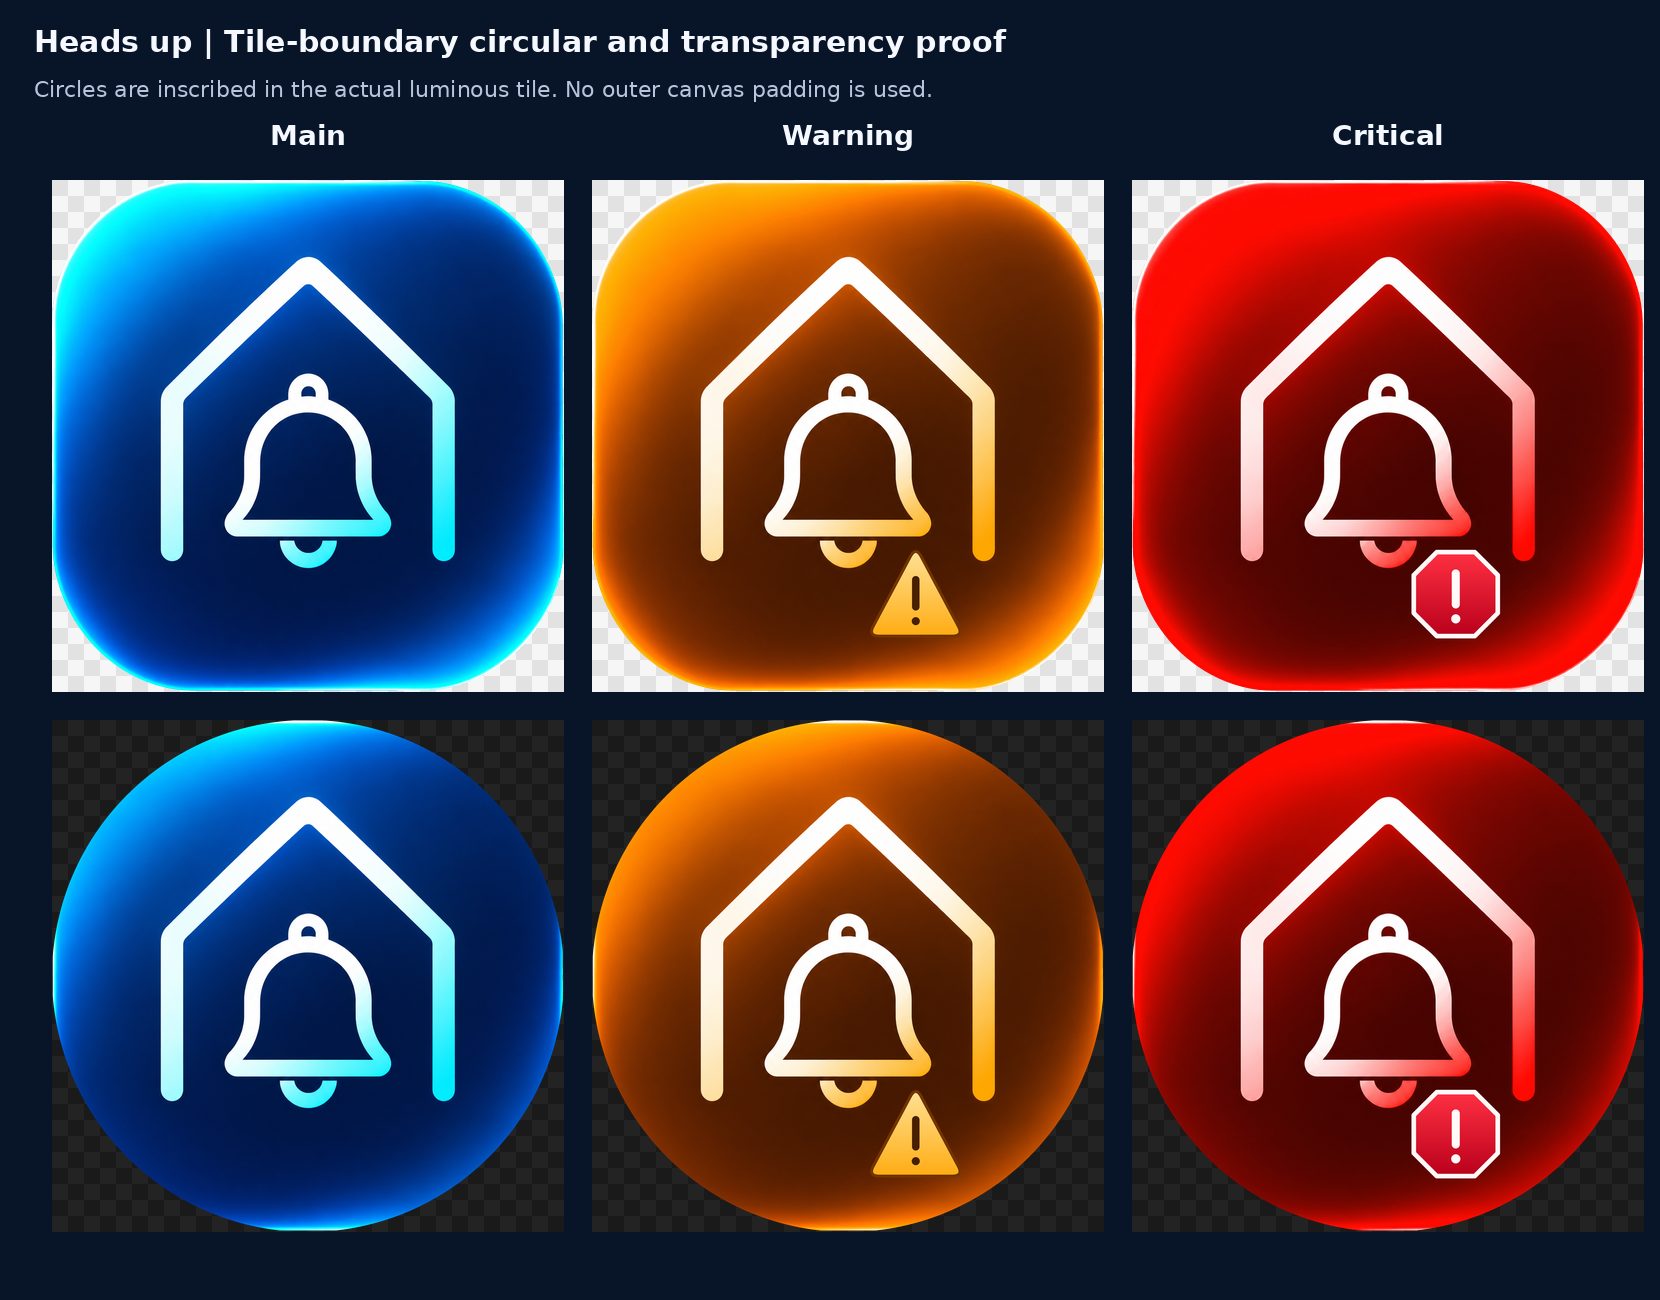 Heads up | Tile-boundary circular and transparency proof
Circles are inscribed in the actual luminous tile. No outer canvas padding is used.
Main Warning Critical
!
!
!
!